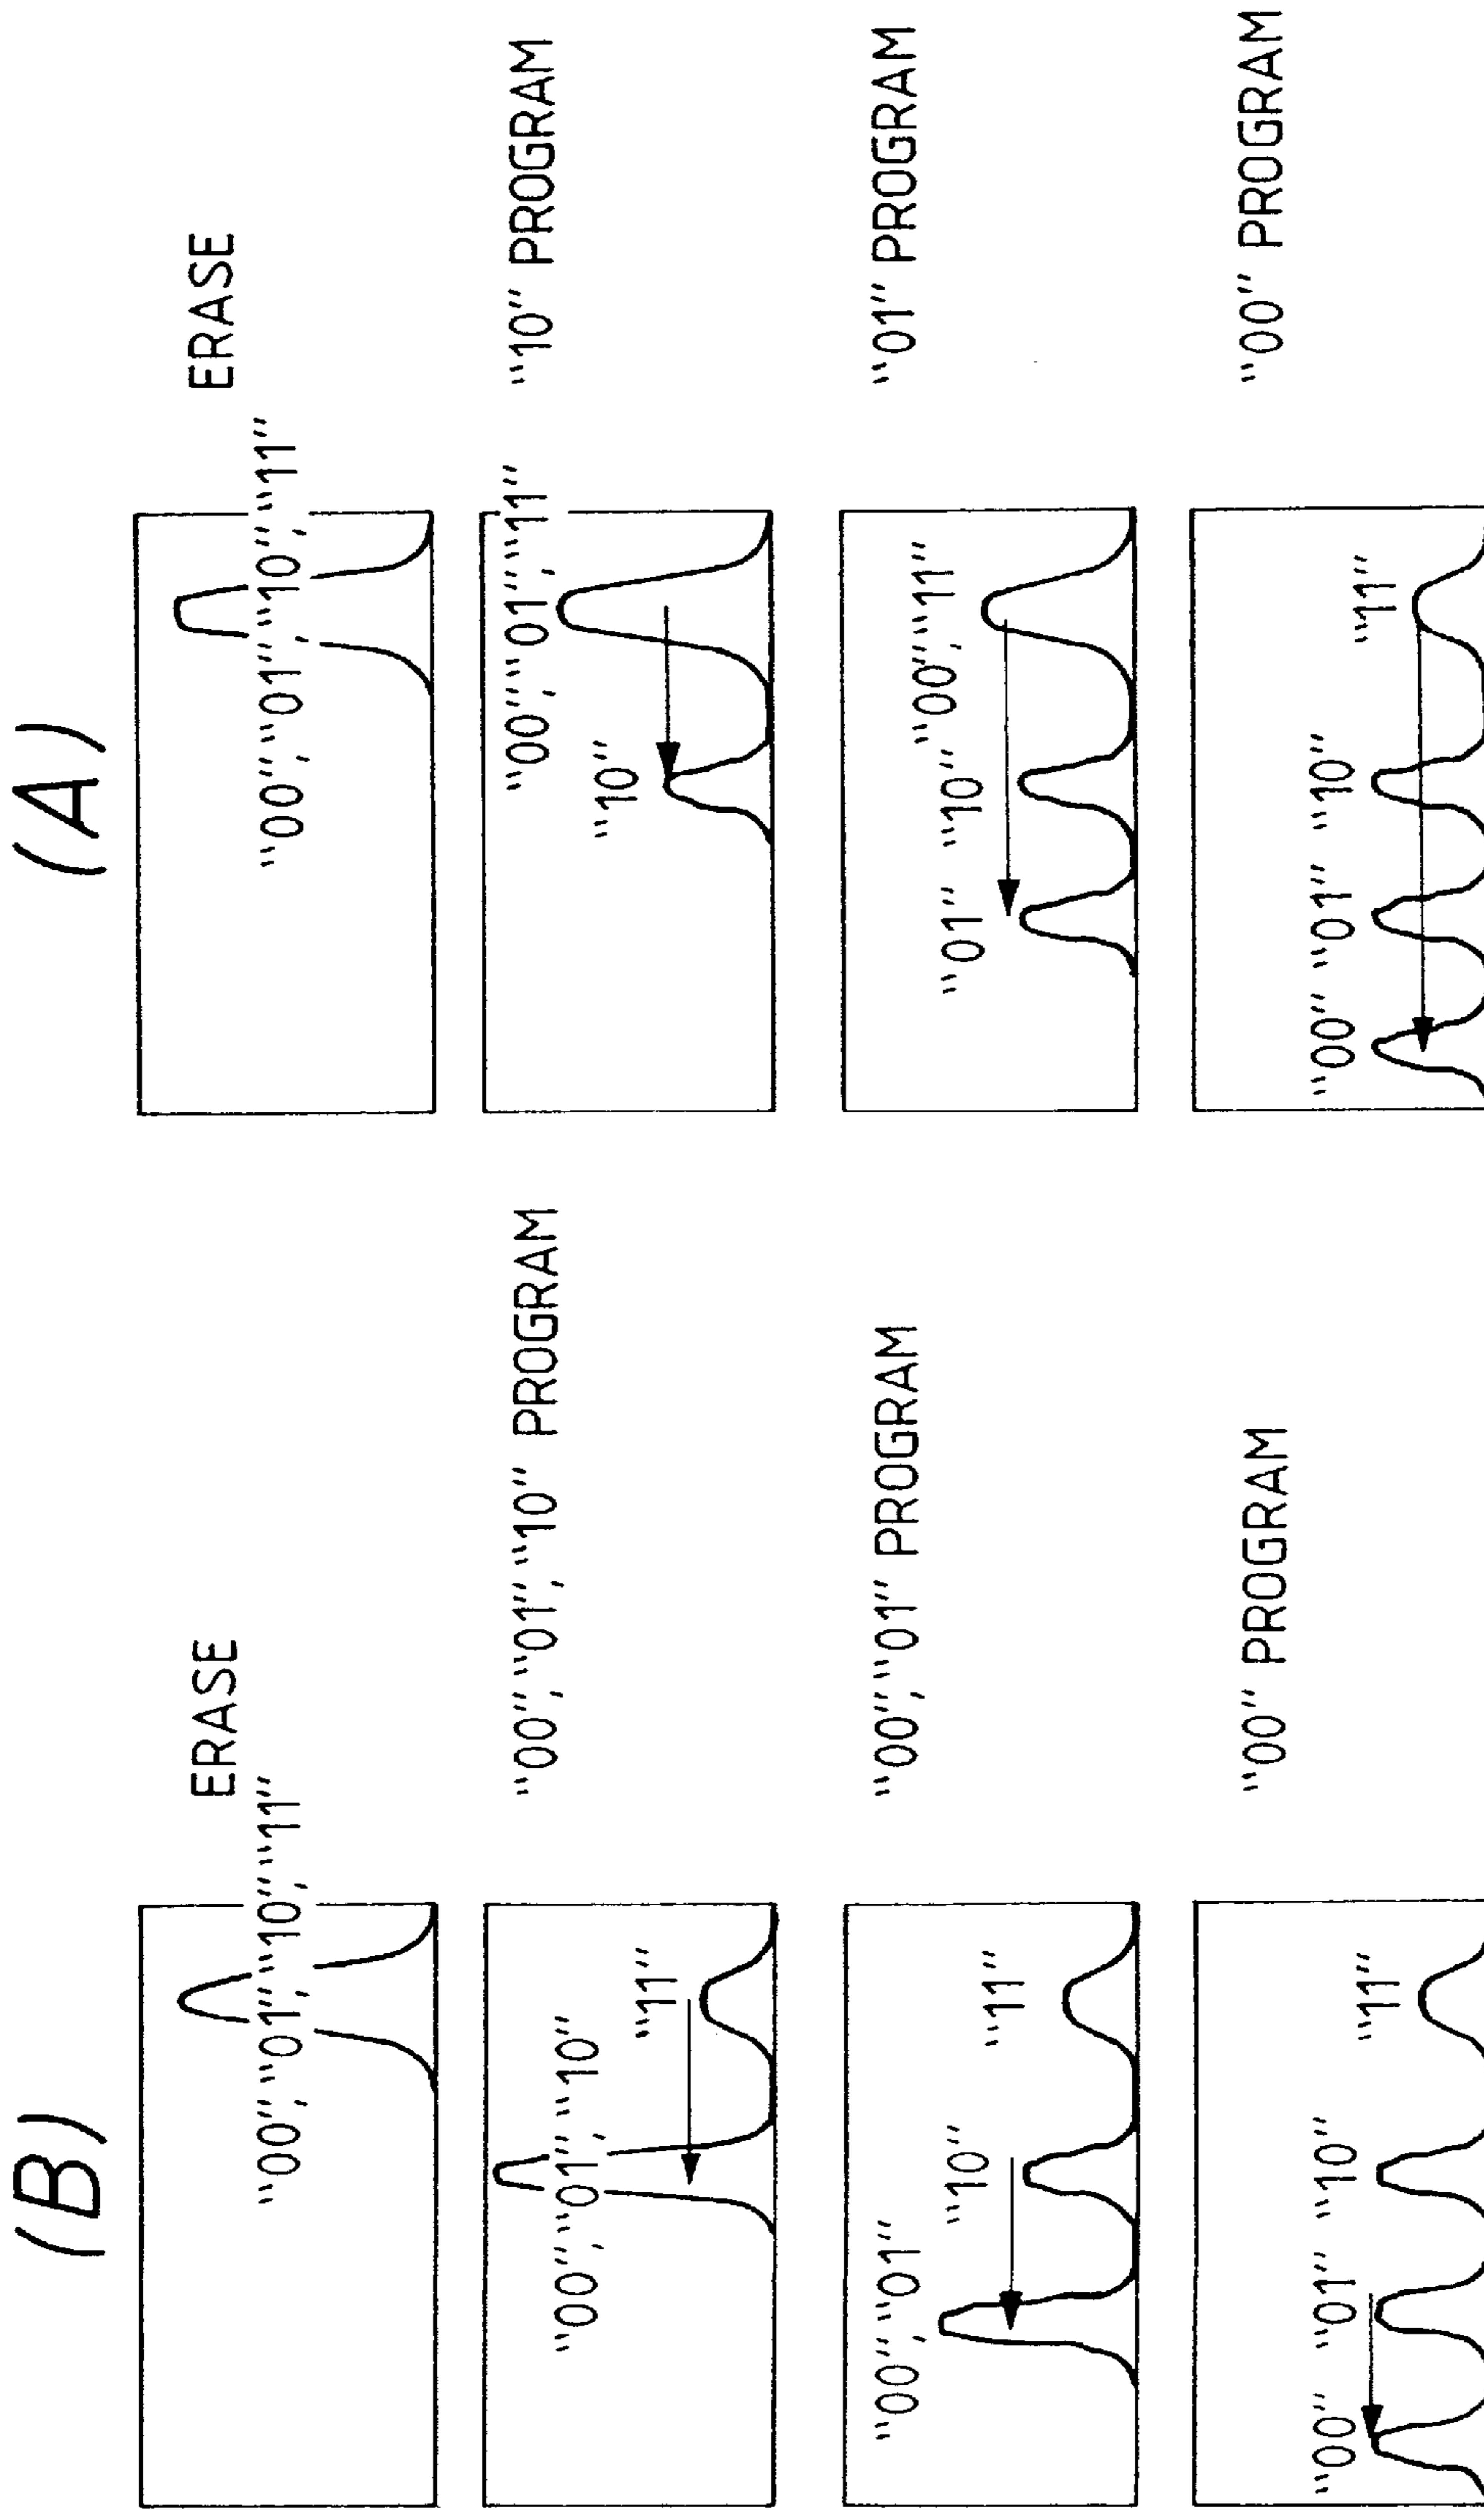 (A)
ERASE
"00","01","10","11"
"10" PROGRAM
"00","01","11"
"10"
"01" PROGRAM
"00","11"
"01" "10"
"00" PROGRAM
"11"
"00" "01" "10"
(B)
ERASE
"00","01","10","11"
"00","01","10" PROGRAM
"00","01","10"
"11"
"00","01" PROGRAM
"00","01"
"10"
"11"
"00" PROGRAM
"00" "01" "10"
"11"